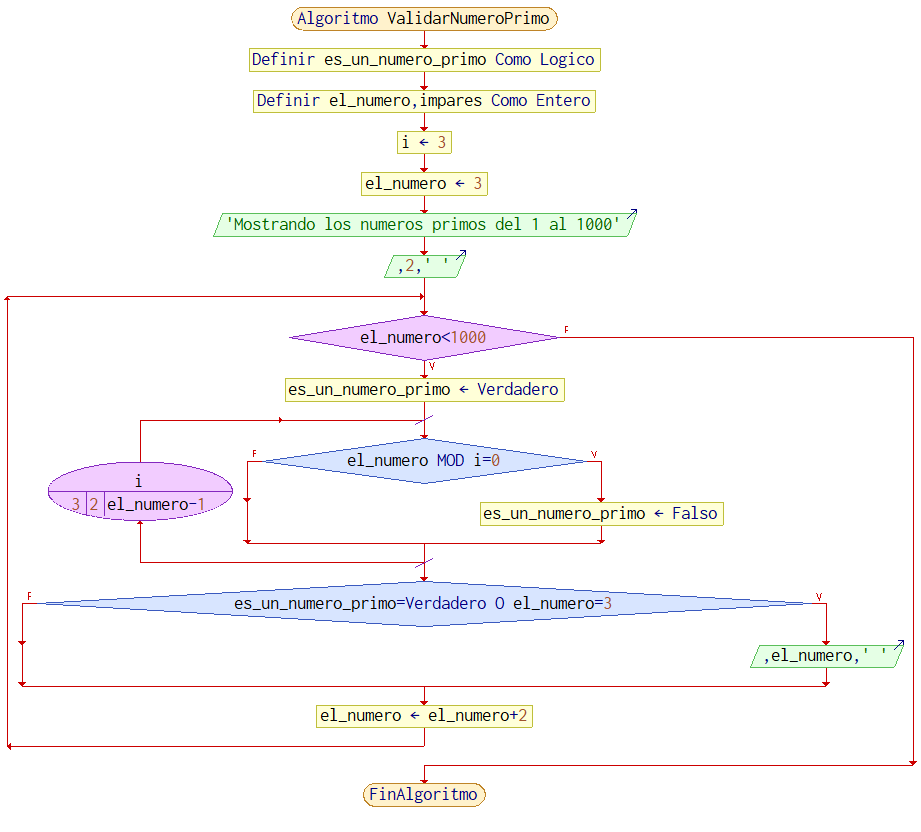 Algoritmo ValidarNumeroPrimo
Definir es_un_numero_primo Como Logico
Definir el_numero,impares Como Entero
i ← 3
el_numero ← 3
'Mostrando los numeros primos del 1 al 1000'
,2,' '
el_numero<1000
F
V
es_un_numero_primo ← Verdadero
el_numero MOD i=0
F
V
i
3 2 el_numero-1
es_un_numero_primo ← Falso
es_un_numero_primo=Verdadero O el_numero=3
F
V
,el_numero,' '
el_numero ← el_numero+2
FinAlgoritmo